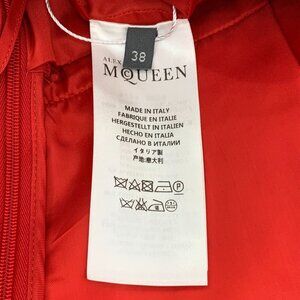 38
ALEX
MCQUEEN
MADE IN ITALY
FABRIQUE EN ITALIE
HERGESTELLT IN ITALIEN
HECHO EN ITALIA
СДЕЛАНО В ИТАЛИИ
イタリア製
产地:意大利